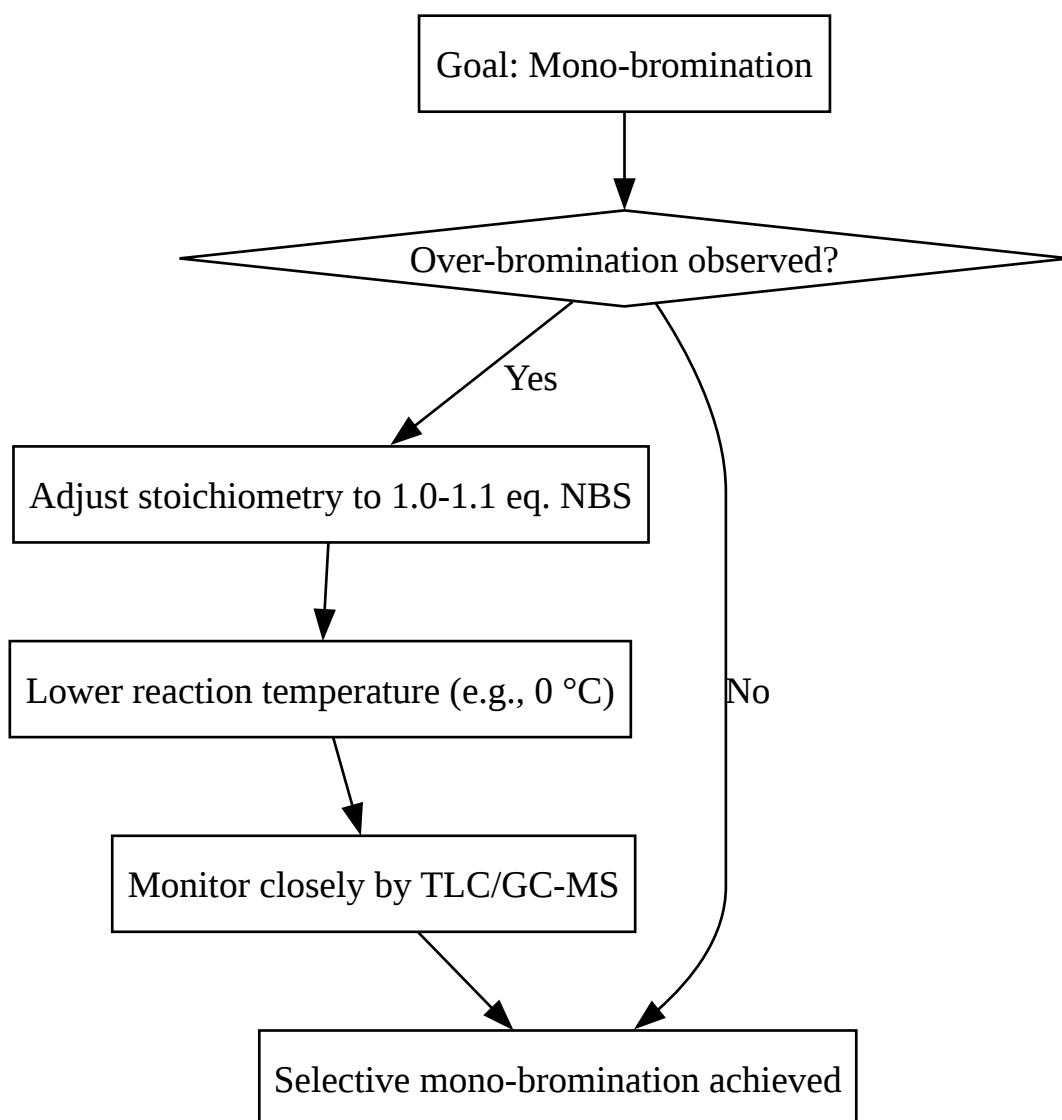 Goal: Mono-bromination
Over-bromination observed?
Yes
Adjust stoichiometry to 1.0-1.1 eq. NBS
Lower reaction temperature (e.g., 0 °C)
No
Monitor closely by TLC/GC-MS
Selective mono-bromination achieved